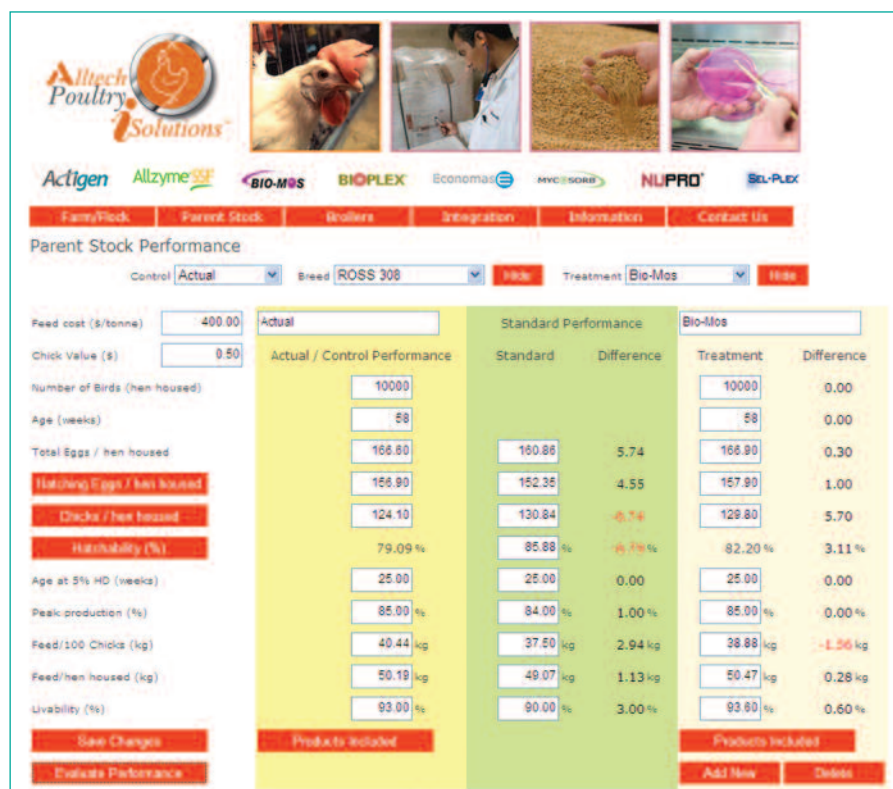 Alltech
Poultry
iSolutions™
Actigen Allzyme SSF BIO-MOS BIOPLEX Economase MYCOSORB NUPRO® SEL-PLEX
Farm/Flock Parent Stock Broilers Integration Information Contact Us
Parent Stock Performance
Control Actual Breed ROSS 308 Hide Treatment Bio-Mos Hide
Feed cost ($/tonne) 400.00 Actual Standard Performance Bio-Mos
Chick Value ($) 0.50 Actual / Control Performance Standard Difference Treatment Difference
Number of Birds (hen housed) 10000 10000 0.00
Age (weeks) 58 58 0.00
Total Eggs / hen housed 166.60 160.86 5.74 166.90 0.30
Hatching Eggs / hen housed 156.90 152.35 4.55 157.90 1.00
Chicks / hen housed 124.10 130.84 -6.74 129.80 5.70
Hatchability (%) 79.09 % 85.88 % -6.79 % 82.20 % 3.11 %
Age at 5% HD (weeks) 25.00 25.00 0.00 25.00 0.00
Peak production (%) 85.00 % 84.00 % 1.00 % 85.00 % 0.00 %
Feed/100 Chicks (kg) 40.44 kg 37.50 kg 2.94 kg 38.88 kg -1.56 kg
Feed/hen housed (kg) 50.19 kg 49.07 kg 1.13 kg 50.47 kg 0.28 kg
Livability (%) 93.00 % 90.00 % 3.00 % 93.60 % 0.60 %
Save Changes Products Included Products Included
Evaluate Performance Add New Delete